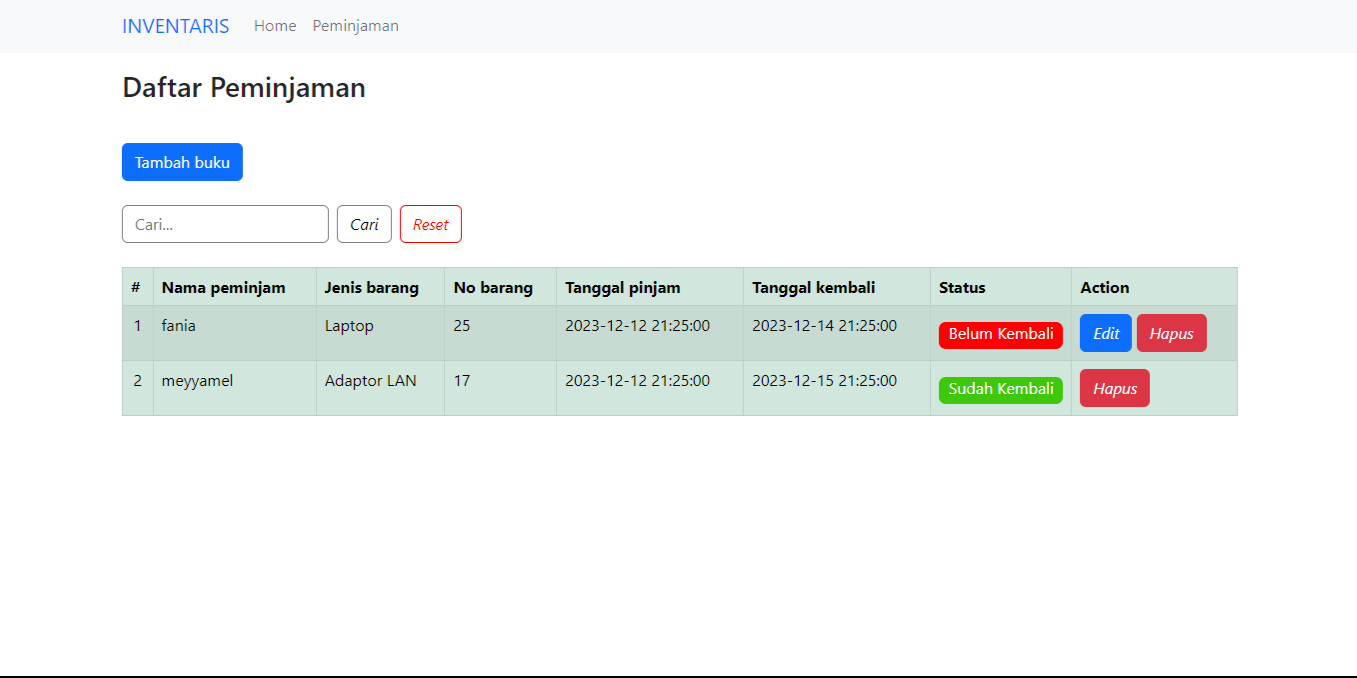 INVENTARIS Home Peminjaman
Daftar Peminjaman
Tambah buku
Cari... Cari Reset
# Nama peminjam Jenis barang No barang Tanggal pinjam Tanggal kembali Status Action
1 fania Laptop 25 2023-12-12 21:25:00 2023-12-14 21:25:00 Belum Kembali Edit Hapus
2 meyyamel Adaptor LAN 17 2023-12-12 21:25:00 2023-12-15 21:25:00 Sudah Kembali Hapus